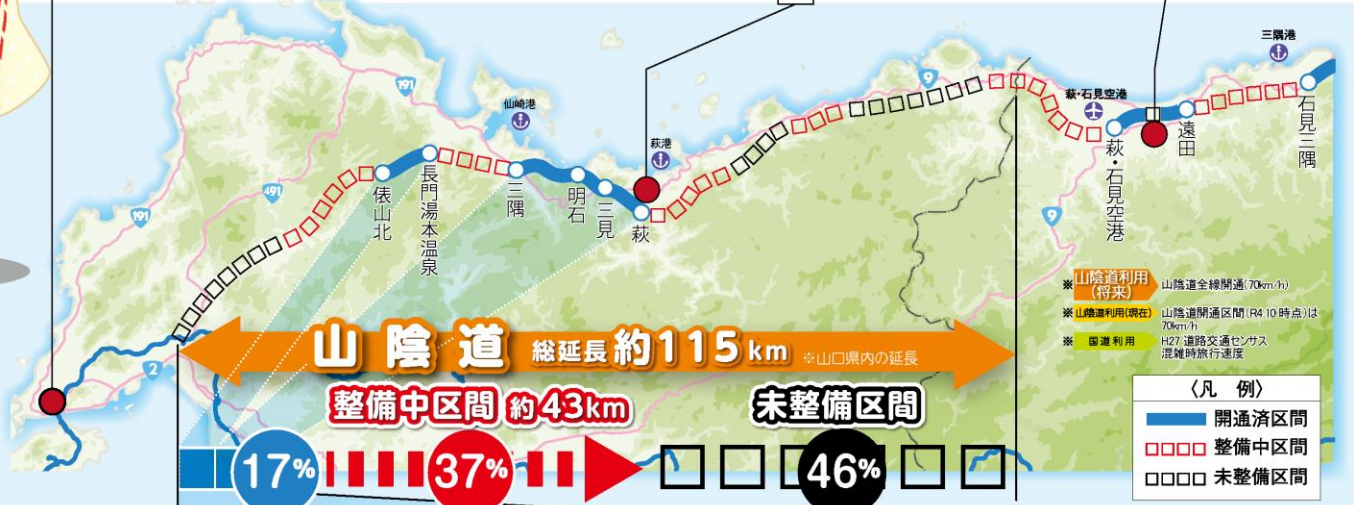 三隅港
9
191
仙崎港
萩・石見空港
萩港
石見三隅
遠田
萩・石見空港
491
俵山北
長門湯本温泉
三隅
明石
三見
萩
191
9
2
※山陰道利用(将来) 山陰道全線開通(70km/h)
※山陰道利用(現在) 山陰道開通区間(R4.10時点)は
70km/h
※ 国道利用 H27 道路交通センサス
混雑時旅行速度
山陰道 総延長 約115km ※山口県内の延長
整備中区間 約43km
未整備区間
17%
37%
46%
〈凡 例〉
開通済区間
整備中区間
未整備区間